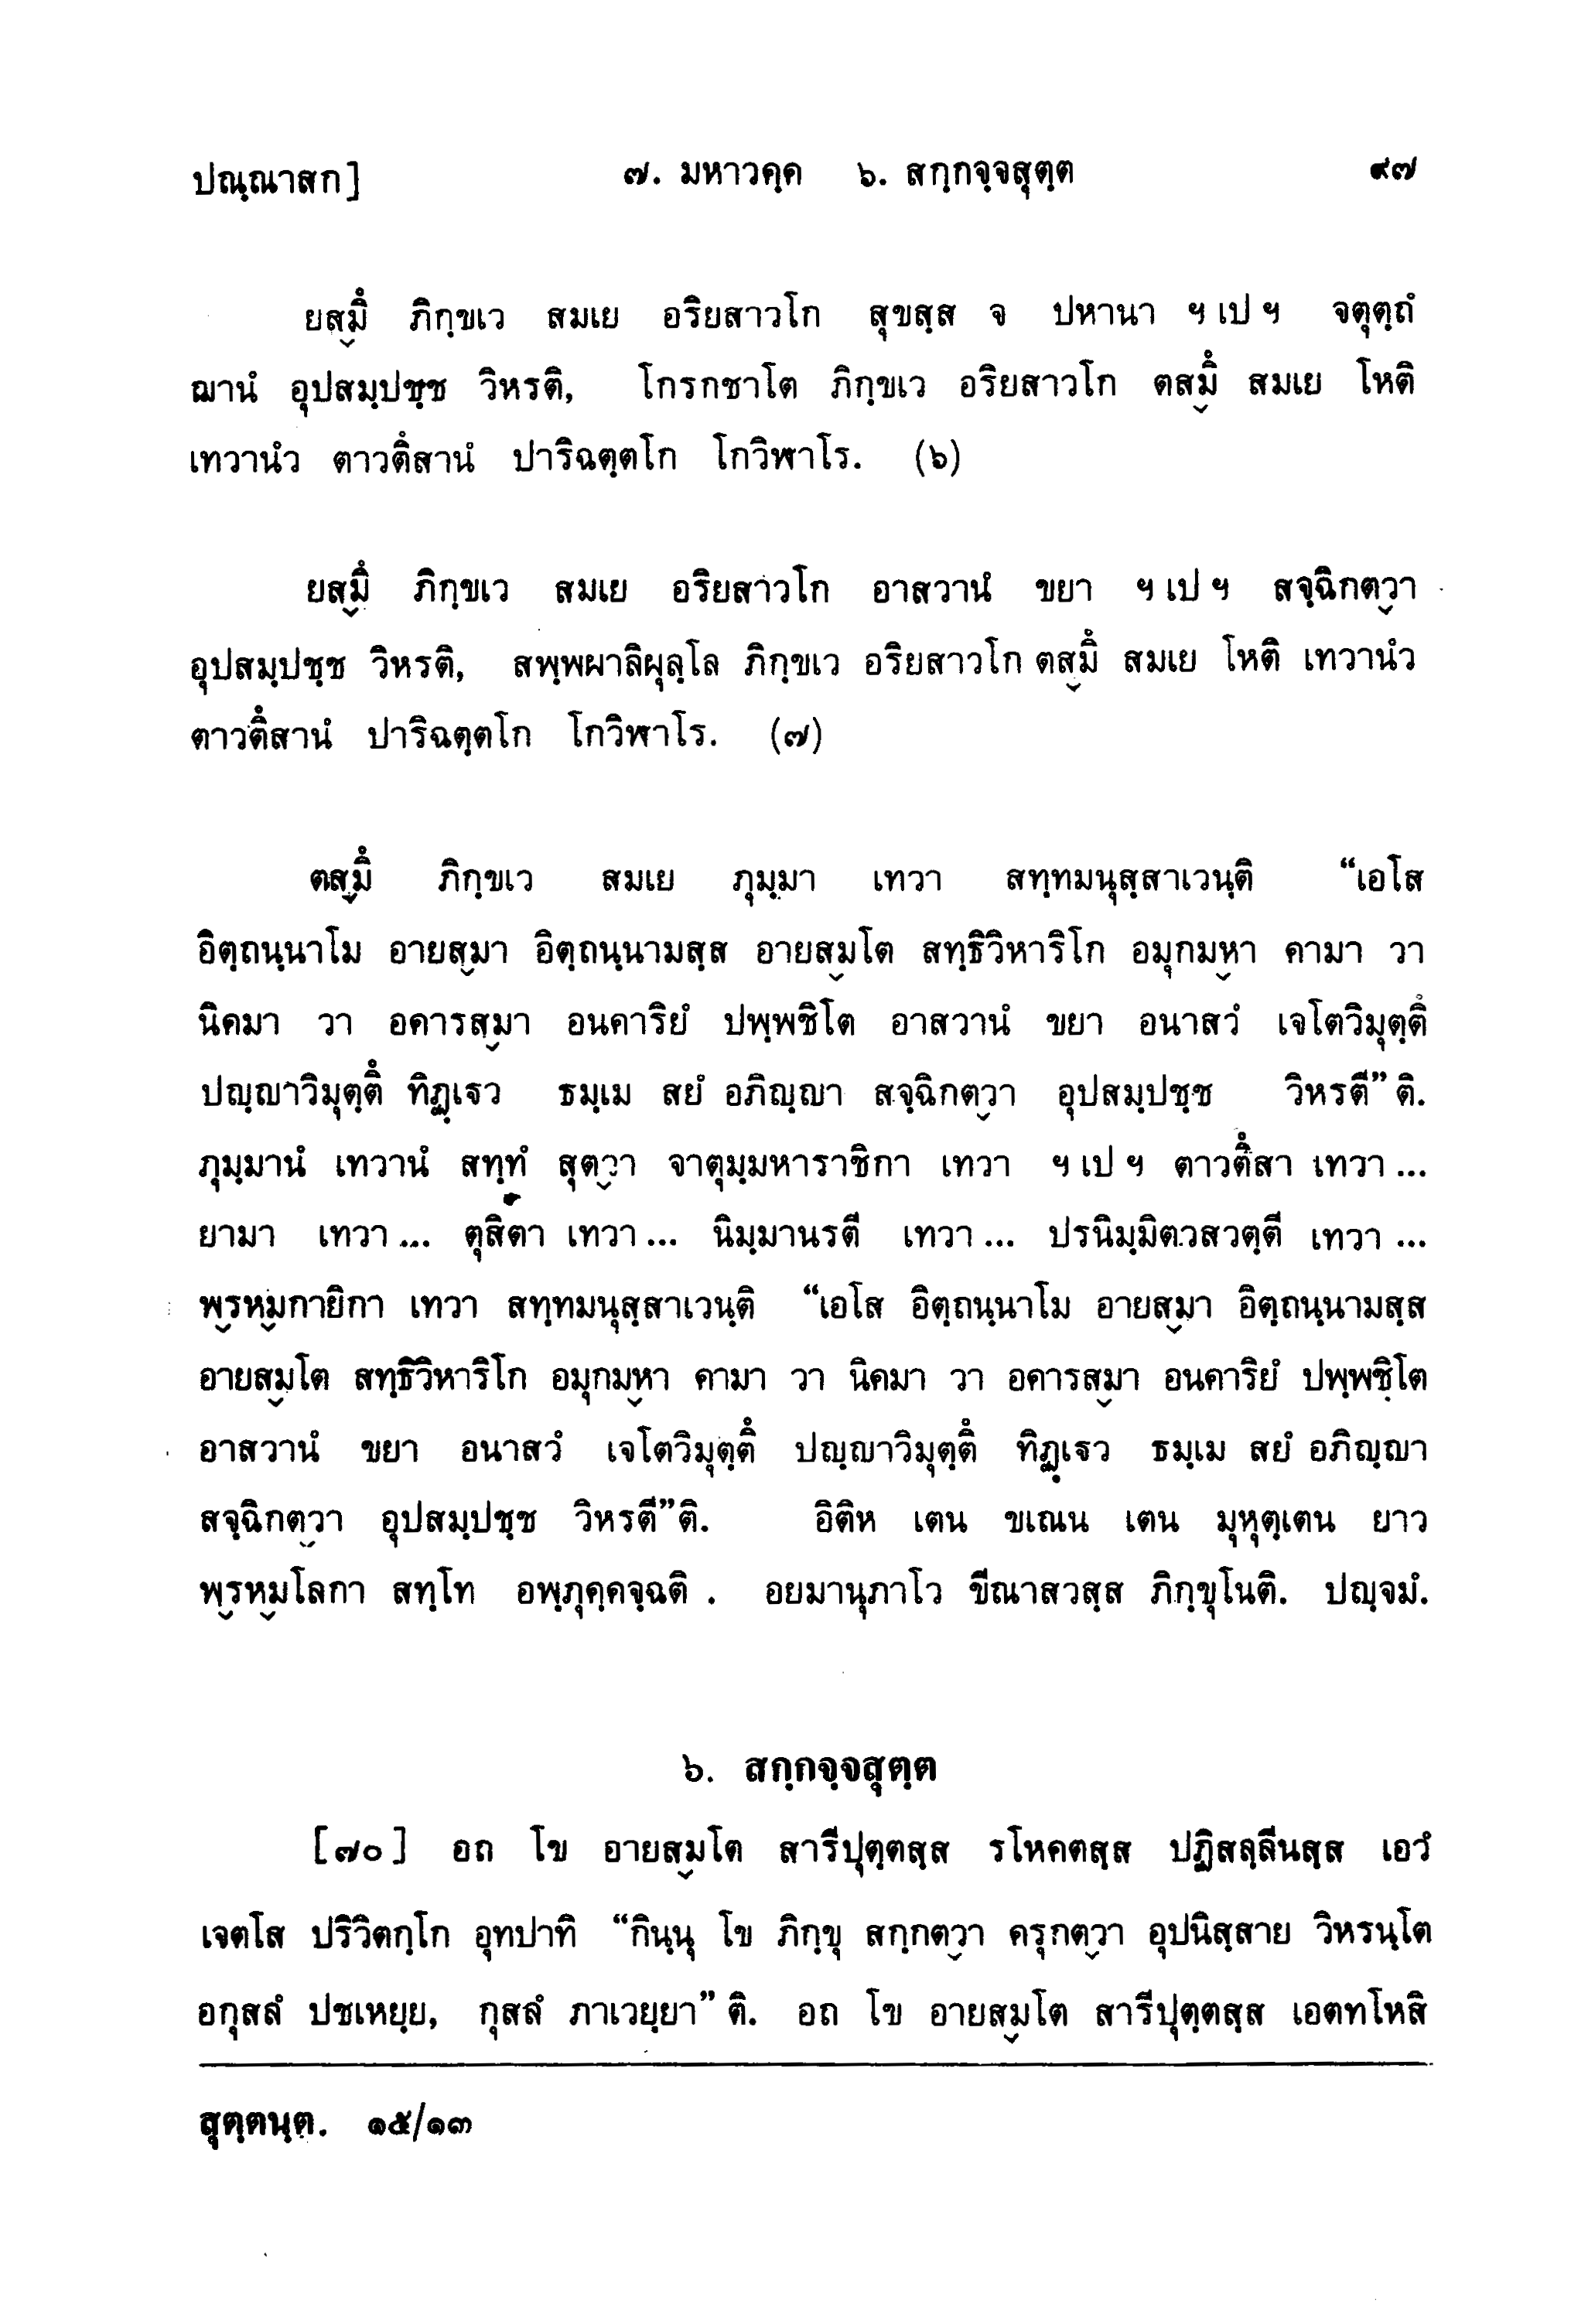 ปณฺณาสก] ๗. มหาวคฺค ๖. สกฺกจฺจสุตฺต ๙๗
ยสฺมิํ ภิกฺขเว สมเย อริยสาวโก สุขสฺส จ ปหานา ฯ เป ฯ จตุตฺถํ
ฌานํ อุปสมฺปชฺช วิหรติ, โกรกชาโต ภิกฺขเว อริยสาวโก ตสฺมิํ สมเย โหติ
เทวานํว ตาวติํสานํ ปาริฉตฺตโก โกวิฬาโร. (๖)
ยสฺมิํ ภิกฺขเว สมเย อริยสาวโก อาสวานํ ขยา ฯ เป ฯ สจฺฉิกตฺวา
อุปสมฺปชฺช วิหรติ, สพฺพผาลิผุลฺโล ภิกฺขเว อริยสาวโก ตสฺมิํ สมเย โหติ เทวานํว
ตาวติํสานํ ปาริฉตฺตโก โกวิฬาโร. (๗)
ตสฺมิํ ภิกฺขเว สมเย ภุมฺมา เทวา สทฺทมนุสฺสาเวนฺติ “เอโส
อิตฺถนฺนาโม อายสฺมา อิตฺถนฺนามสฺส อายสฺมโต สทฺธิวิหาริโก อมุกมฺหา คามา วา
นิคมา วา อคารสฺมา อนคาริยํ ปพฺพชิโต อาสวานํ ขยา อนาสวํ เจโตวิมุตฺติํ
ปญฺญาวิมุตฺติํ ทิฏฺเฐว ธมฺเม สยํ อภิญฺญา สจฺฉิกตฺวา อุปสมฺปชฺช วิหรตี”ติ.
ภุมฺมานํ เทวานํ สทฺทํ สุตฺวา จาตุมฺมหาราชิกา เทวา ฯ เป ฯ ตาวติํสา เทวา ...
ยามา เทวา ... ตุสิตา เทวา ... นิมฺมานรตี เทวา ... ปรนิมฺมิตวสวตฺตี เทวา ...
พฺรหฺมกายิกา เทวา สทฺทมนุสฺสาเวนฺติ “เอโส อิตฺถนฺนาโม อายสฺมา อิตฺถนฺนามสฺส
อายสฺมโต สทฺธิวิหาริโก อมุกมฺหา คามา วา นิคมา วา อคารสฺมา อนคาริยํ ปพฺพชิโต
อาสวานํ ขยา อนาสวํ เจโตวิมุตฺติํ ปญฺญาวิมุตฺติํ ทิฏฺเฐว ธมฺเม สยํ อภิญฺญา
สจฺฉิกตฺวา อุปสมฺปชฺช วิหรตี”ติ. อิติห เตน ขเณน เตน มุหุตฺเตน ยาว
พฺรหฺมโลกา สทฺโท อพฺภุคฺคจฺฉติ . อยมานุภาโว ขีณาสวสฺส ภิกฺขุโนติ. ปญฺจมํ.
๖. สกฺกจฺจสุตฺต
[๗๐] อถ โข อายสฺมโต สารีปุตฺตสฺส รโหคตสฺส ปฏิสลฺลีนสฺส เอวํ
เจตโส ปริวิตกฺโก อุทปาทิ “กินฺนุ โข ภิกฺขุ สกฺกตฺวา ครุกตฺวา อุปนิสฺสาย วิหรนฺโต
อกุสลํ ปชเหยฺย, กุสลํ ภาเวยฺยา”ติ. อถ โข อายสฺมโต สารีปุตฺตสฺส เอตทโหสิ
สุตฺตนฺต. ๑๕/๑๓